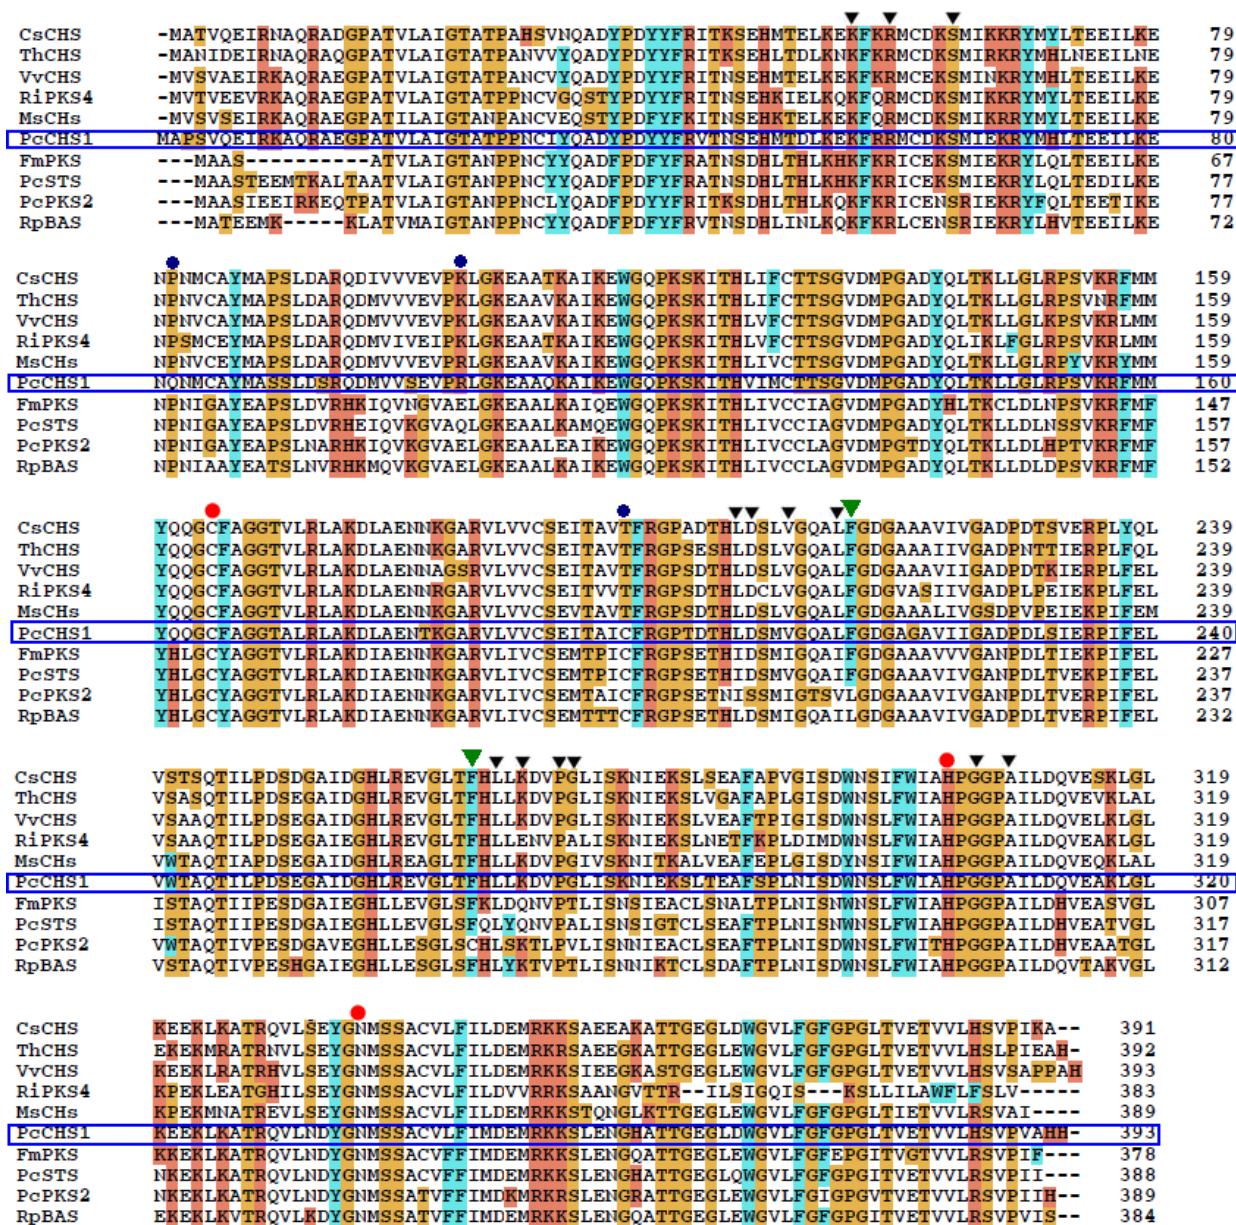 CsCHS -MATVQEIRNAQRADGPATVLAIGTATPAHSVNQADYPDYYFRITKSEHMTELKEKFKRMCDKSMIKKRYMYLTEEILKE 79
ThCHS -MANIDEIRNAQRAQGPATVLAIGTATPANVVYQADYPDYYFRITKSEHLTDLKNKFKRMCDKSMIKKRYMHLNEEILNE 79
VvCHS -MVSVAEIRKAQRAEGPATVLAIGTATPANCVYQADYPDYYFRITNSEHMTELKEKFKRMCEKSMINKRYMHLTEEILKE 79
RiPKS4 -MVTVEEVRKAQRAEGPATVLAIGTATPPNCVGQSTYPDYYFRITNSEHKIELKQKFQRMCDKSMIKKRYMYLTEEILKE 79
MsCHs -MVSVSEIRKAQRAEGPATILAIGTANPANCVEQSTYPDFYFRITNSEHKTELKEKFQRMCDKSMIKRRYMYLTEEILKE 79
PcCHS1 MAPSVQEIRKAQRAEGPATVLAIGTATPPNCIYQADYPDYYFRVTNSEHMTDLKEKFRRMCDKSMIEKRYMHLTEEILKE 80
FmPKS ---MAAS----------ATVLAIGTANPPNCYYQADFPDFYFRATNSDHLTHLKHKFKRICEKSMIEKRYLQLTEEILKE 67
PcSTS ---MAASTEEMTKALTAATVLAIGTANPPNCYYQADFPDFYFRATNSDHLTHLKHKFKRICEKSMIEKRYLQLTEDILKE 77
PcPKS2 ---MAASIEEIRKEQTPATVLAIGTANPPNCLYQADFPDFYFRVTNSDHKTHLKQKFKRICENSRIEKRYFQLTEETIKE 77
RpBAS ---MATEEMK-----KLATVMAIGTANPPNCYYQADFPDFYFRVTNSDHLINLKQKFKRLCENSRIEKRYLHVTEEILKE 72
CsCHS NPNMCAYMAPSLDARQDIVVVEVPKLGKEAATKAIKEWGQPKSKITHLIFCTTSGVDMPGADYQLTKLLGLRPSVKRFMM 159
ThCHS NPNVCAYMAPSLDARQDMVVVEVPKLGKEAAVKAIKEWGQPKSKITHLIFCTTSGVDMPGADYQLTKLLGLRPSVNRFMM 159
VvCHS NPNVCAYMAPSLDARQDMVVVEVPKLGKEAAVKAIKEWGQPKSKITHLVFCTTSGVDMPGADYQLTKLLGLKPSVKRLMM 159
RiPKS4 NPSMCEYMAPSLDARQDMVIVEIPKLGKEAATKAIKEWGQPKSKITHLVFCTTSGVDMPGADYQLIKLFGLRPSVKRLMM 159
MsCHs NPNVCEYMAPSLDARQDMVVVEVPRLGKEAAVKAIKEWGQPKSKITHLIVCTTSGVDMPGADYQLTKLLGLRPYVKRYMM 159
PcCHS1 NQNMCAYMASSLDSRQDMVVSEVPRLGKEAAQKAIKEWGQPKSKITHVIMCTTSGVDMPGADYQLTKLLGLRPSVKRFMM 160
FmPKS NPNIGAYEAPSLDVRHKIQVNGVAELGKEAALKAIQEWGQPKSKITHLIVCCIAGVDMPGADYHLTKCLDLNPSVKRFMF 147
PcSTS NPNIGAYEAPSLDVRHEIQVKGVAQLGKEAALKAMQEWGQPKSKITHLIVCCIAGVDMPGADYQLTKLLDLNSSVKRFMF 157
PcPKS2 NPNIGAYEAPSLNARHKIQVKGVAELGKEAALEAIKEWGQPKSKITHLIVCCLAGVDMPGTDYQLTKLLDLHPTVKRFMF 157
RpBAS NPNIAAYEATSLNVRHKMQVKGVAELGKEAALKAIKEWGQPKSKITHLIVCCLAGVDMPGADYQLTKLLDLDPSVKRFMF 152
CsCHS YQQGCFAGGTVLRLAKDLAENNKGARVLVVCSEITAVTFRGPADTHLDSLVGQALFGDGAAAVIVGADPDTSVERPLYQL 239
ThCHS YQQGCFAGGTVLRLAKDLAENNKGARVLVVCSEITAVTFRGPSESHLDSLVGQALFGDGAAAIIVGADPNTTIERPLFQL 239
VvCHS YQQGCFAGGTVLRLAKDLAENNAGSRVLVVCSEITAVTFRGPSDTHLDSLVGQALFGDGAAAVIIGADPDTKIERPLFEL 239
RiPKS4 YQQGCFAGGTVLRLAKDLAENNRGARVLVVCSEITVVTFRGPSDTHLDCLVGQALFGDGVASIIVGADPLPEIEKPLFEL 239
MsCHs YQQGCFAGGTVLRLAKDLAENNKGARVLVVCSEVTAVTFRGPSDTHLDSLVGQALFGDGAAALIVGSDPVPEIEKPIFEM 239
PcCHS1 YQQGCFAGGTALRLAKDLAENTKGARVLVVCSEITAICFRGPTDTHLDSMVGQALFGDGAGAVIIGADPDLSIERPIFEL 240
FmPKS YHLGCYAGGTVLRLAKDIAENNKGARVLIVCSEMTPICFRGPSETHIDSMIGQAIFGDGAAAVVVGANPDLTIEKPIFEL 227
PcSTS YHLGCYAGGTVLRLAKDIAENNKGARVLIVCSEMTPICFRGPSETHIDSMVGQAIFGDGAAAVIVGANPDLTVEKPIFEL 237
PcPKS2 YHLGCYAGGTVLRLAKDIAENNKGARVLIVCSEMTAICFRGPSETNISSMIGTSVLGDGAAAVIVGANPDLTVERPIFEL 237
RpBAS YHLGCYAGGTVLRLAKDIAENNKGARVLIVCSEMTTTCFRGPSETHLDSMIGQAILGDGAAAVIVGADPDLTVERPIFEL 232
CsCHS VSTSQTILPDSDGAIDGHLREVGLTFHLLKDVPGLISKNIEKSLSEAFAPVGISDWNSIFWIAHPGGPAILDQVESKLGL 319
ThCHS VSASQTILPDSEGAIDGHLREVGLTFHLLKDVPGLISKNIEKSLVGAFAPLGISDWNSLFWIAHPGGPAILDQVEVKLAL 319
VvCHS VSAAQTILPDSEGAIDGHLREVGLTFHLLKDVPGLISKNIEKSLVEAFTPIGISDWNSLFWIAHPGGPAILDQVELKLGL 319
RiPKS4 VSAAQTILPDSEGAIEGHLREVGLTFHLLENVPALISKNIEKSLNETFKPLDIMDWNSLFWIAHPGGPAILDQVEAKLGL 319
MsCHs VWTAQTIAPDSEGAIDGHLREAGLTFHLLKDVPGIVSKNITKALVEAFEPLGISDYNSIFWIAHPGGPAILDQVEQKLAL 319
PcCHS1 VWTAQTILPDSEGAIDGHLREVGLTFHLLKDVPGLISKNIEKSLTEAFSPLNISDWNSLFWIAHPGGPAILDQVEAKLGL 320
FmPKS ISTAQTIIPESDGAIEGHLLEVGLSFKLDQNVPTLISNSIEACLSNALTPLNISDWNSLFWIAHPGGPAILDHVEASVGL 307
PcSTS ISTAQTIIPESDGAIEGHLLEVGLSFQLYQNVPALISNSIGTCLSEAFTPLNISNWNSLFWIAHPGGPAILDHVEATVGL 317
PcPKS2 VWTAQTIVPESDGAVEGHLLESGLSCHLSKTLPVLISNNIEACLSEAFTPLNISDWNSLFWITHPGGPAILDHVEAATGL 317
RpBAS VSTAQTIVPESHGAIEGHLLESGLSFHLYKTVPTLISNNIKTCLSDAFTPLNISDWNSLFWIAHPGGPAILDQVTAKVGL 312
CsCHS KEEKLKATRQVLSEYGNMSSACVLFILDEMRKKSAEEAKATTGEGLDWGVLFGFGPGLTVETVVLHSVPIKA-- 391
ThCHS EKEKMRATRNVLSEYGNMSSACVLFILDEMRKRSAEEGKATTGEGLEWGVLFGFGPGLTVETVVLHSLPIEAH- 392
VvCHS KEEKLRATRHVLSEYGNMSSACVLFILDEMRKKSIEEGKASTGEGLEWGVLFGFGPGLTVETVVLHSVSAPPAH 393
RiPKS4 KPEKLEATGHILSEYGNMSSACVLFILDVVRRKSAANGVTTR--ILSIGQIS---KSLLILAWFLFSLV----- 383
MsCHs KPEKMNATREVLSEYGNMSSACVLFILDEMRKKSTQNGLKTTGEGLEWGVLFGFGPGLTIETVVLRSVAI---- 389
PcCHS1 KEEKLKATRQVLNDYGNMSSACVLFIMDEMRKKSLENGHATTGEGLDWGVLFGFGPGLTVETVVLHSVPVAHH- 393
FmPKS KKEKLKATRQVLNDYGNMSSACVFFIMDEMRKKSLENGQATTGEGLEWGVLFGFEPGITVGTVVLRSVPIF--- 378
PcSTS NKEKLKATRQVLNDYGNMSSACVFFIMDEMRKKSLENGHATTGEGLQWGVLFGFGPGITVETVVLRSVPII--- 388
PcPKS2 NKEKLKATRQVLNDYGNMSSATVFFIMDKMRKRSLENGRATTGEGLEWGVLFGIGPGVTVETVVLRSVPIIH-- 389
RpBAS EKEKLKVTRQVLKDYGNMSSATVFFIMDEMRKKSLENGQATTGEGLEWGVLFGFGPGITVETVVLRSVPVIS-- 384